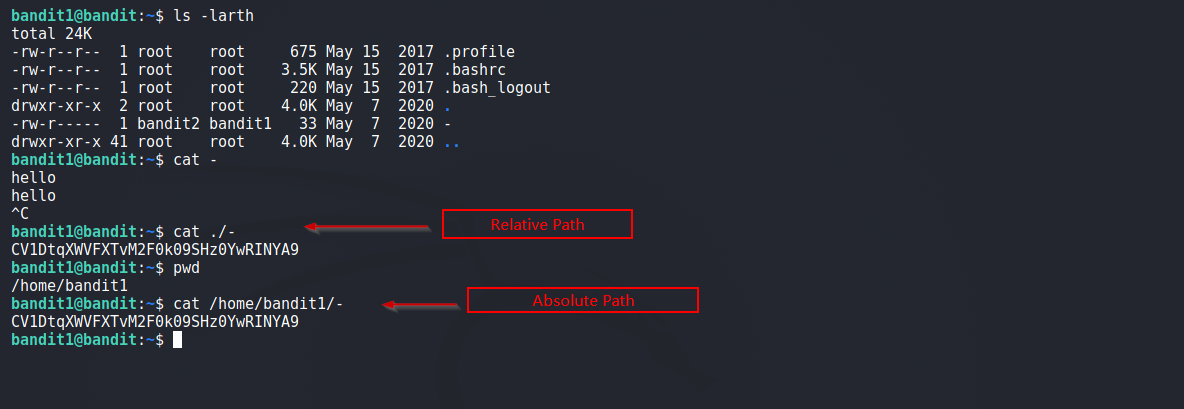 bandit1@bandit:~$ ls -larth
total 24K
-rw-r--r--  1 root    root     675 May 15  2017 .profile
-rw-r--r--  1 root    root    3.5K May 15  2017 .bashrc
-rw-r--r--  1 root    root     220 May 15  2017 .bash_logout
drwxr-xr-x  2 root    root    4.0K May  7  2020 .
-rw-r-----  1 bandit2 bandit1   33 May  7  2020 -
drwxr-xr-x 41 root    root    4.0K May  7  2020 ..
bandit1@bandit:~$ cat -
hello
hello
^C
bandit1@bandit:~$ cat ./-
Relative Path
CV1DtqXWVFXTvM2F0k09SHz0YwRINYA9
bandit1@bandit:~$ pwd
/home/bandit1
bandit1@bandit:~$ cat /home/bandit1/-
Absolute Path
CV1DtqXWVFXTvM2F0k09SHz0YwRINYA9
bandit1@bandit:~$